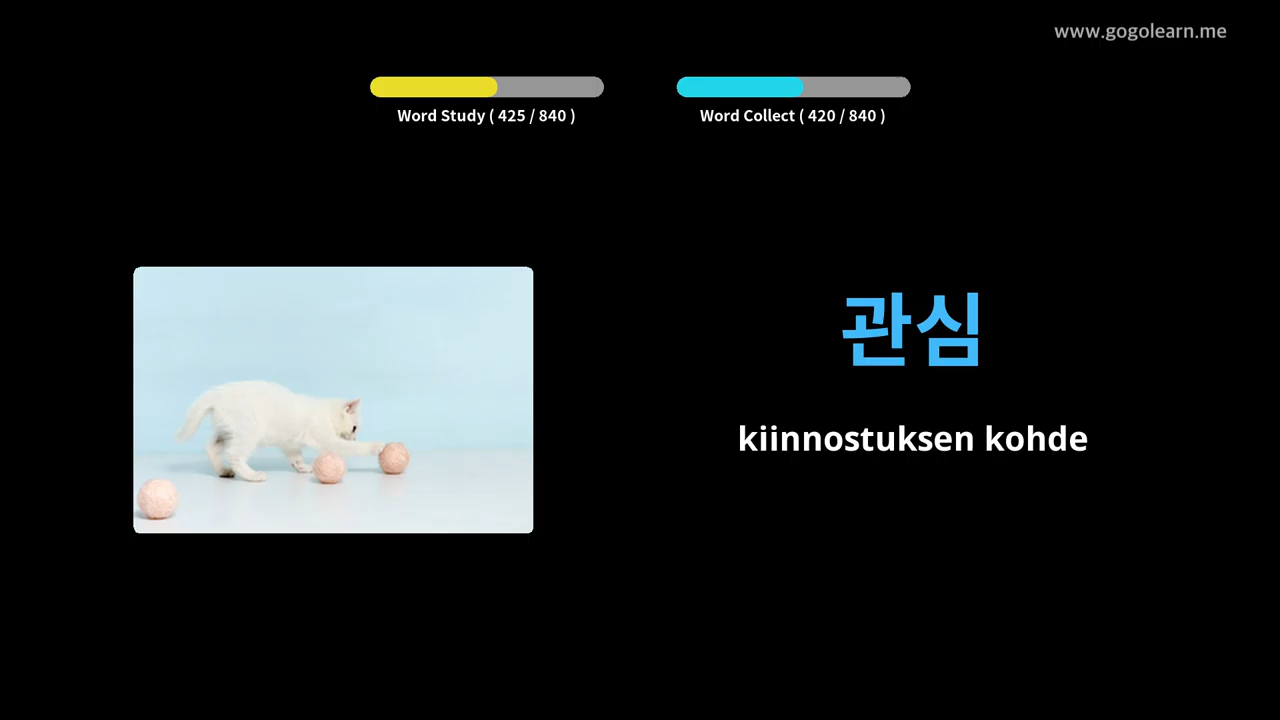 www.gogolearn.me
Word Study ( 425 / 840 )
Word Collect ( 420 / 840 )
관심
kiinnostuksen kohde